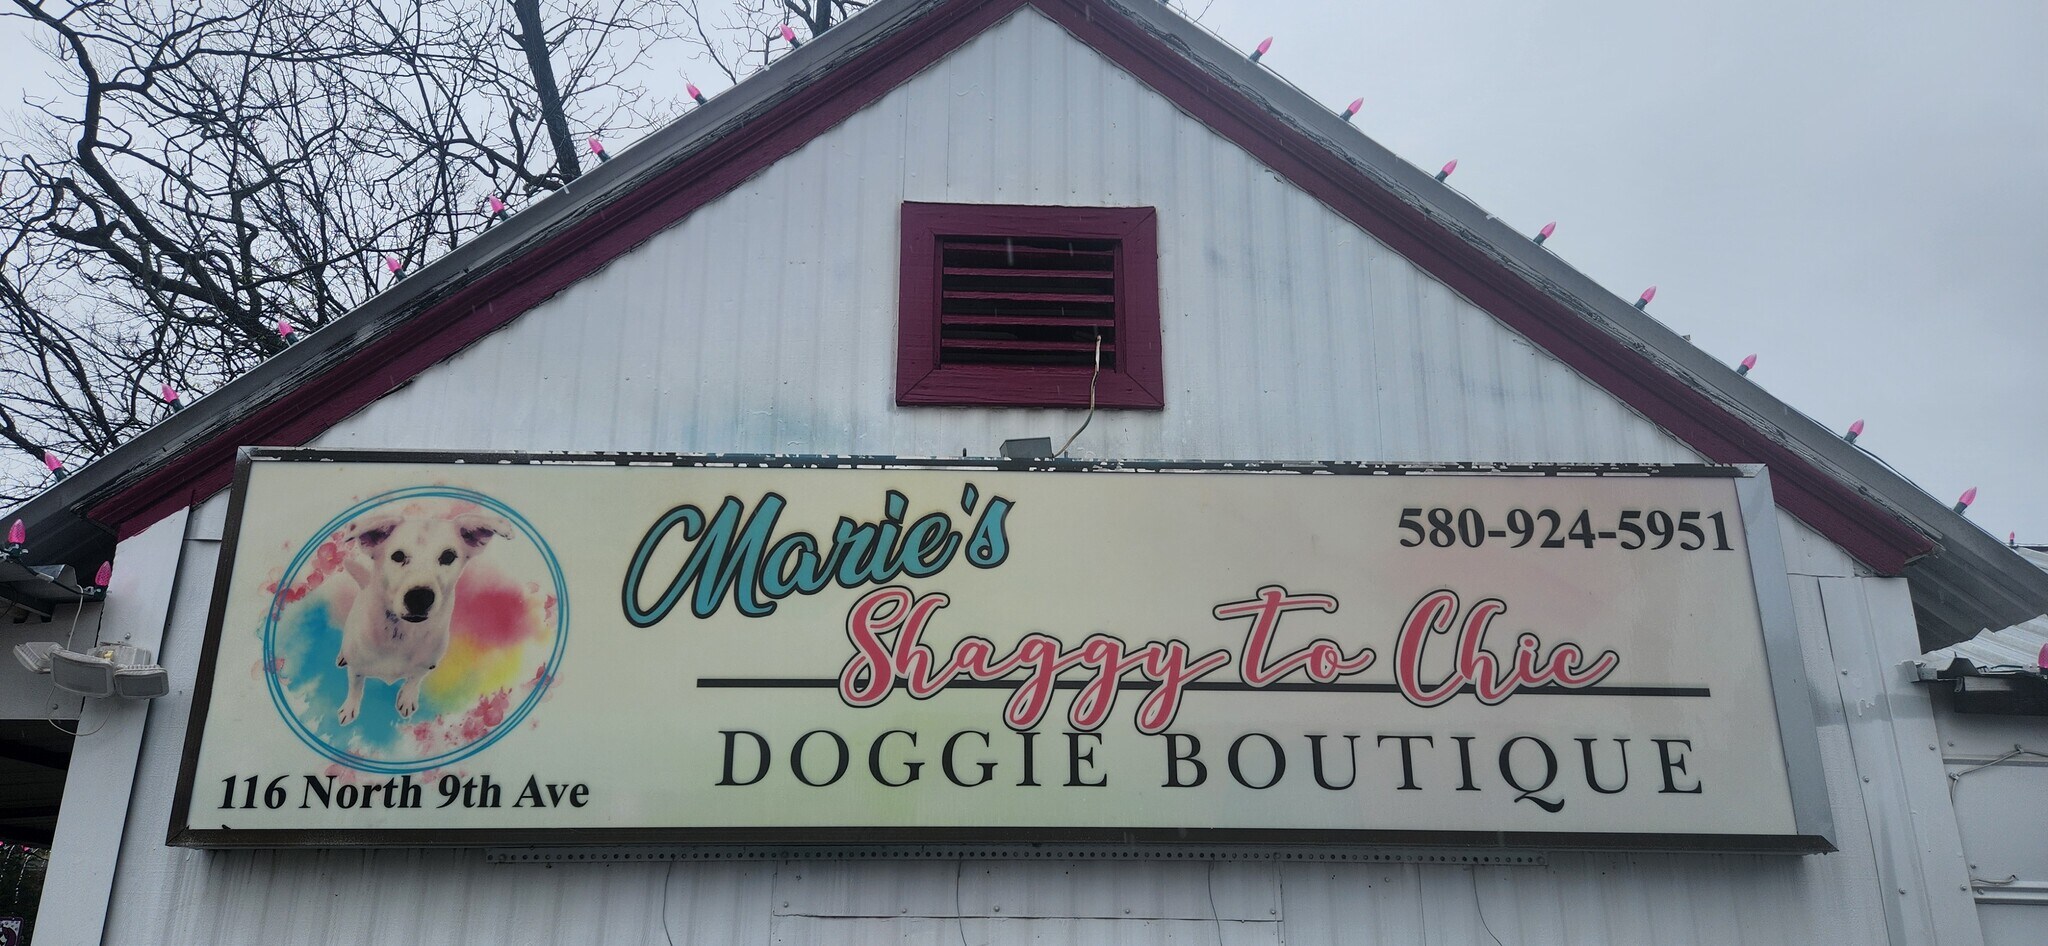 Marie's
580-924-5951
Shaggy to Chic
DOGGIE BOUTIQUE
116 North 9th Ave